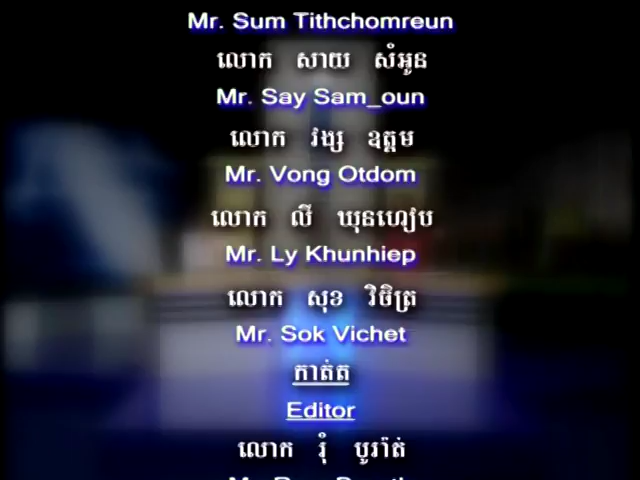 Mr. Sum Tithchomreun
លោក សាយ សំអូន
Mr. Say Sam_oun
លោក វង្ស ឧត្តម
Mr. Vong Otdom
លោក លី ឃុនហៀប
Mr. Ly Khunhiep
លោក សុខ វិចិត្រ
Mr. Sok Vichet
កាត់ត
Editor
លោក រុំ បូរ៉ាត់